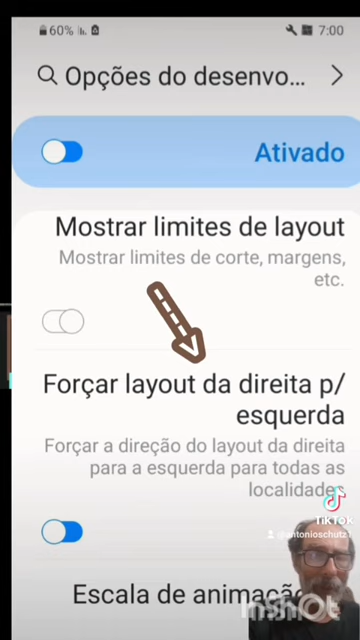 60%
7:00
Opções do desenvo...
Ativado
Mostrar limites de layout
Mostrar limites de corte, margens,
etc.
Forçar layout da direita p/
esquerda
Forçar a direção do layout da direita
para a esquerda para todas as
localidades
TikTok
@antonioschutz1
Escala de animação
INSHOT